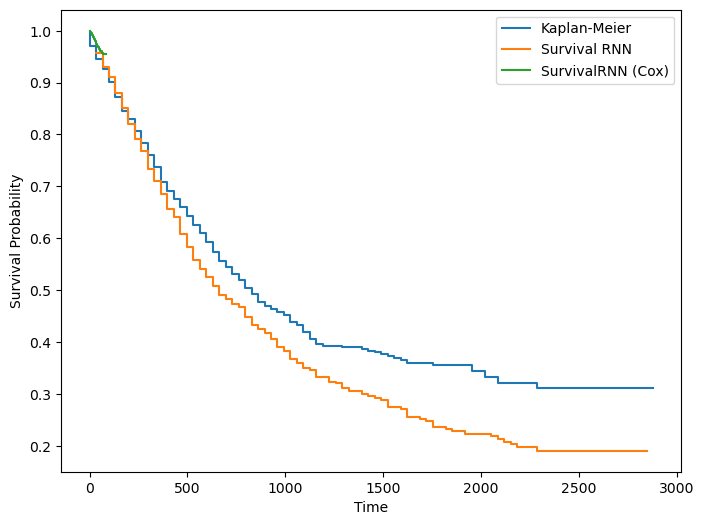 Kaplan-Meier
Survival RNN
SurvivalRNN (Cox)
Survival Probability
1.0
0.9
0.8
0.7
0.6
0.5
0.4
0.3
0.2
0 500 1000 1500 2000 2500 3000
Time